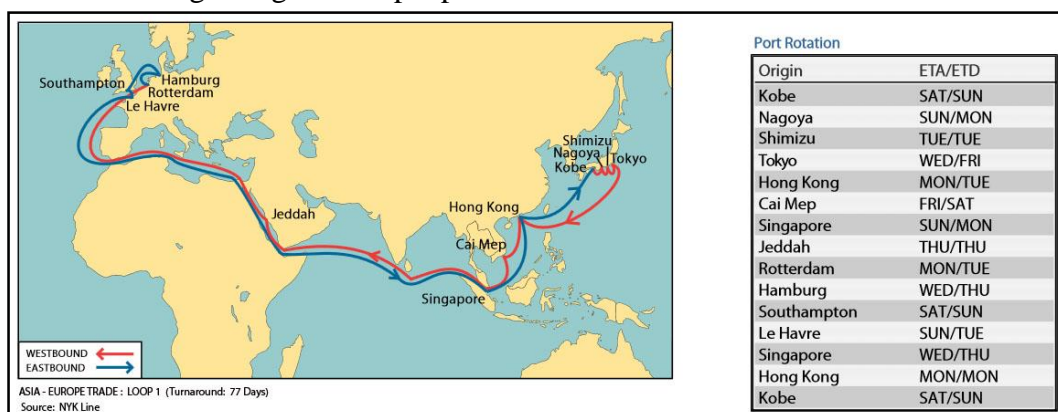 Southampton
Hamburg
Rotterdam
Le Havre
Shimizu
Nagoya
Tokyo
Kobe
Hong Kong
Jeddah
Cai Mep
Singapore
WESTBOUND
EASTBOUND
ASIA - EUROPE TRADE : LOOP 1 (Turnaround: 77 Days)
Source: NYK Line
Port Rotation
Origin ETA/ETD
Kobe SAT/SUN
Nagoya SUN/MON
Shimizu TUE/TUE
Tokyo WED/FRI
Hong Kong MON/TUE
Cai Mep FRI/SAT
Singapore SUN/MON
Jeddah THU/THU
Rotterdam MON/TUE
Hamburg WED/THU
Southampton SAT/SUN
Le Havre SUN/TUE
Singapore WED/THU
Hong Kong MON/MON
Kobe SAT/SUN